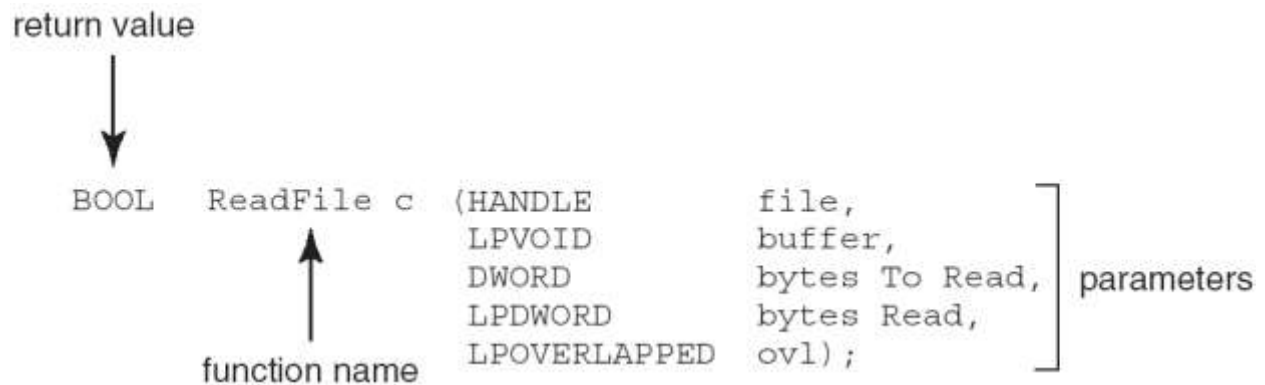 return value
BOOL ReadFile c (HANDLE file,
LPVOID buffer,
DWORD bytes To Read,
LPDWORD bytes Read,
LPOVERLAPPED ovl);
parameters
function name